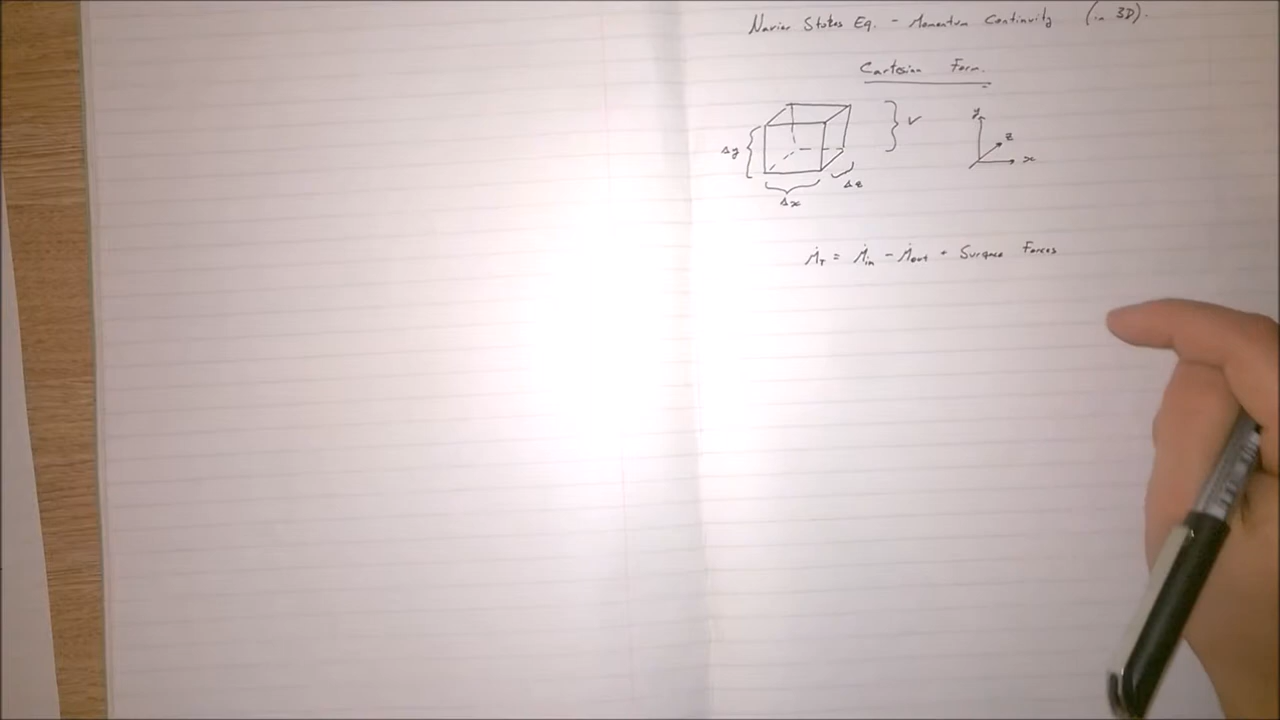 Navier Stokes Eq. - Momentum Continuity (in 3D).
Cartesian Form.
Δy
V
Δz
Δx
y
z
x
Ṁ_T = Ṁ_in - Ṁ_out + Surface Forces